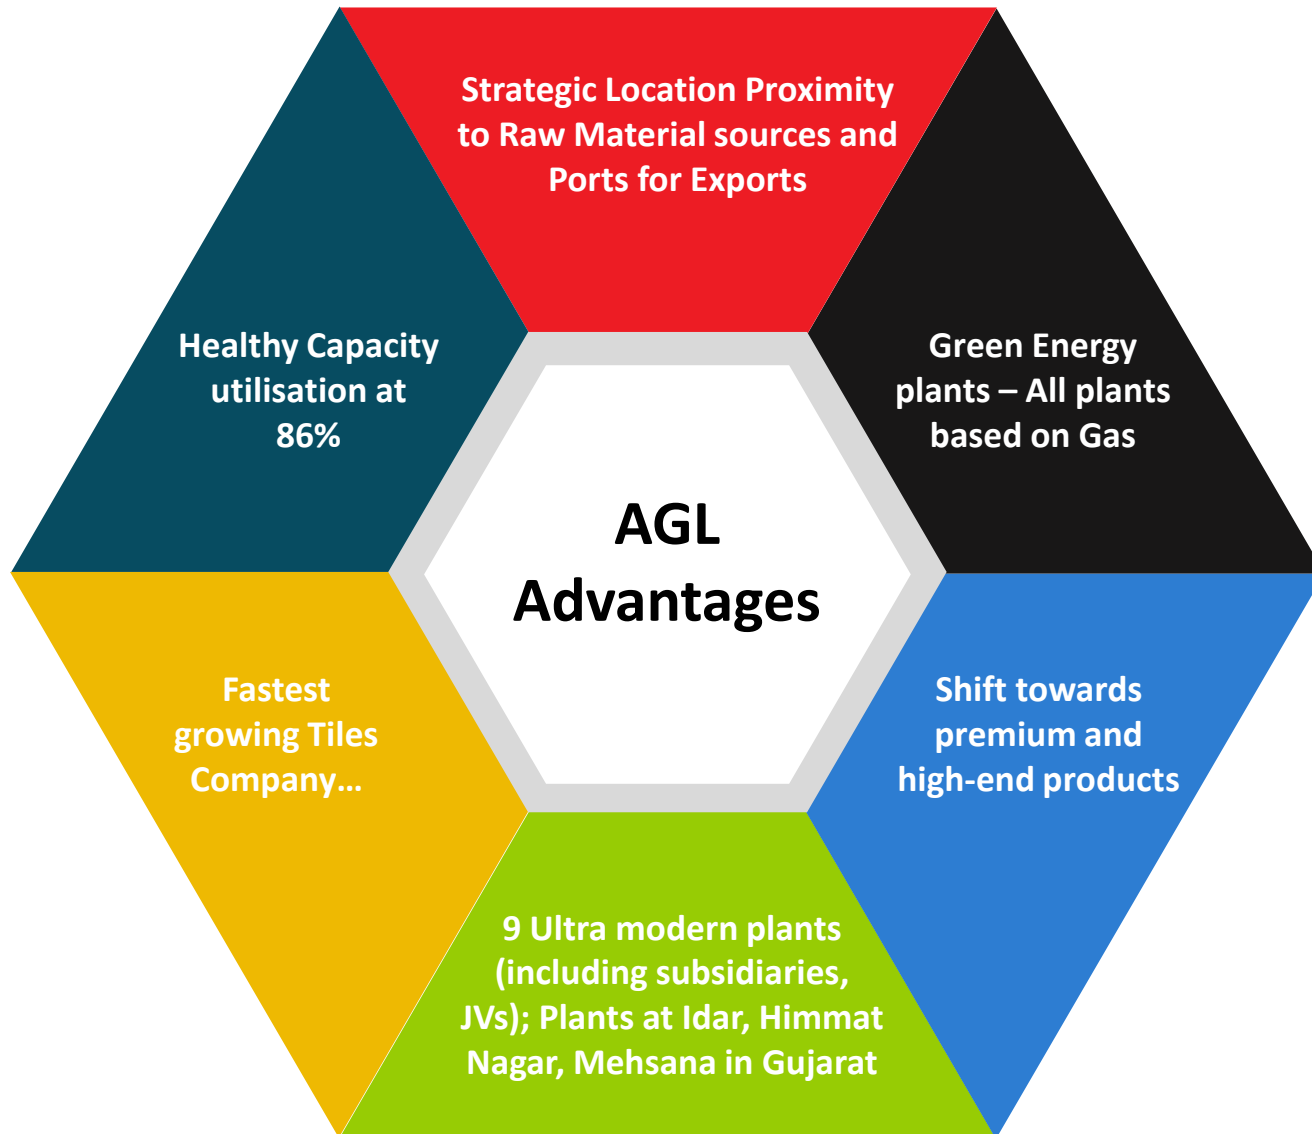 Strategic Location Proximity
to Raw Material sources and
Ports for Exports
Healthy Capacity
utilisation at
86%
Green Energy
plants – All plants
based on Gas
AGL
Advantages
Fastest
growing Tiles
Company...
Shift towards
premium and
high-end products
9 Ultra modern plants
(including subsidiaries,
JVs); Plants at Idar, Himmat
Nagar, Mehsana in Gujarat